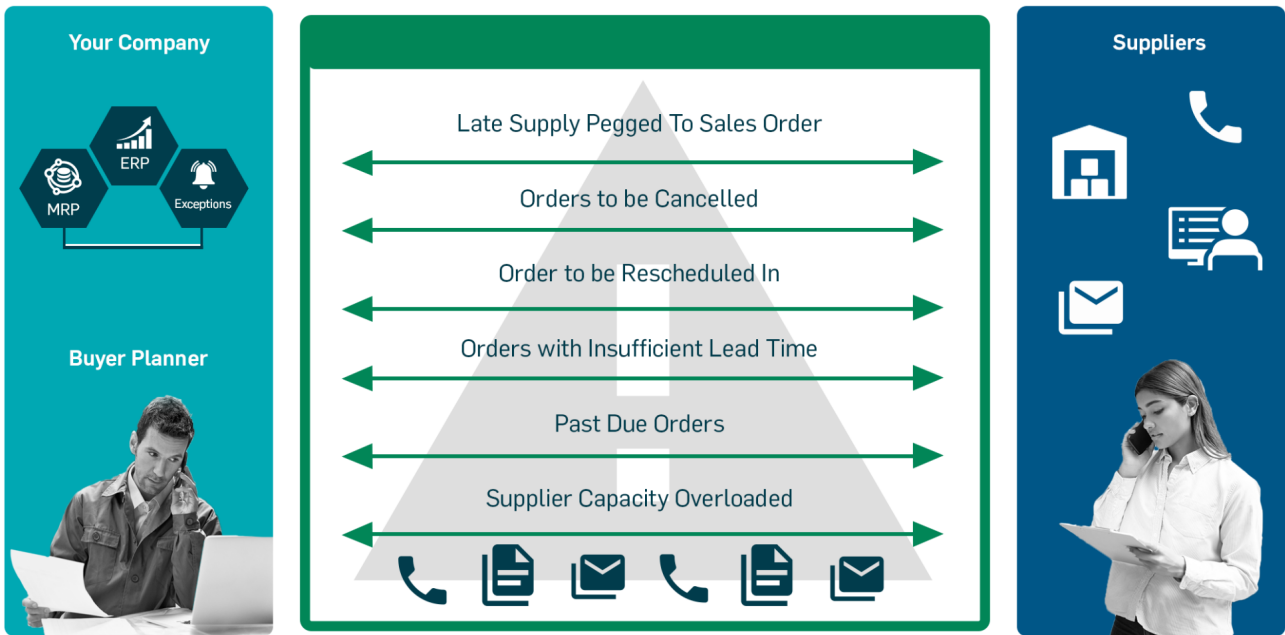 Your Company
ERP
MRP
Exceptions
Buyer Planner
Late Supply Pegged To Sales Order
Orders to be Cancelled
Order to be Rescheduled In
Orders with Insufficient Lead Time
Past Due Orders
Supplier Capacity Overloaded
Suppliers